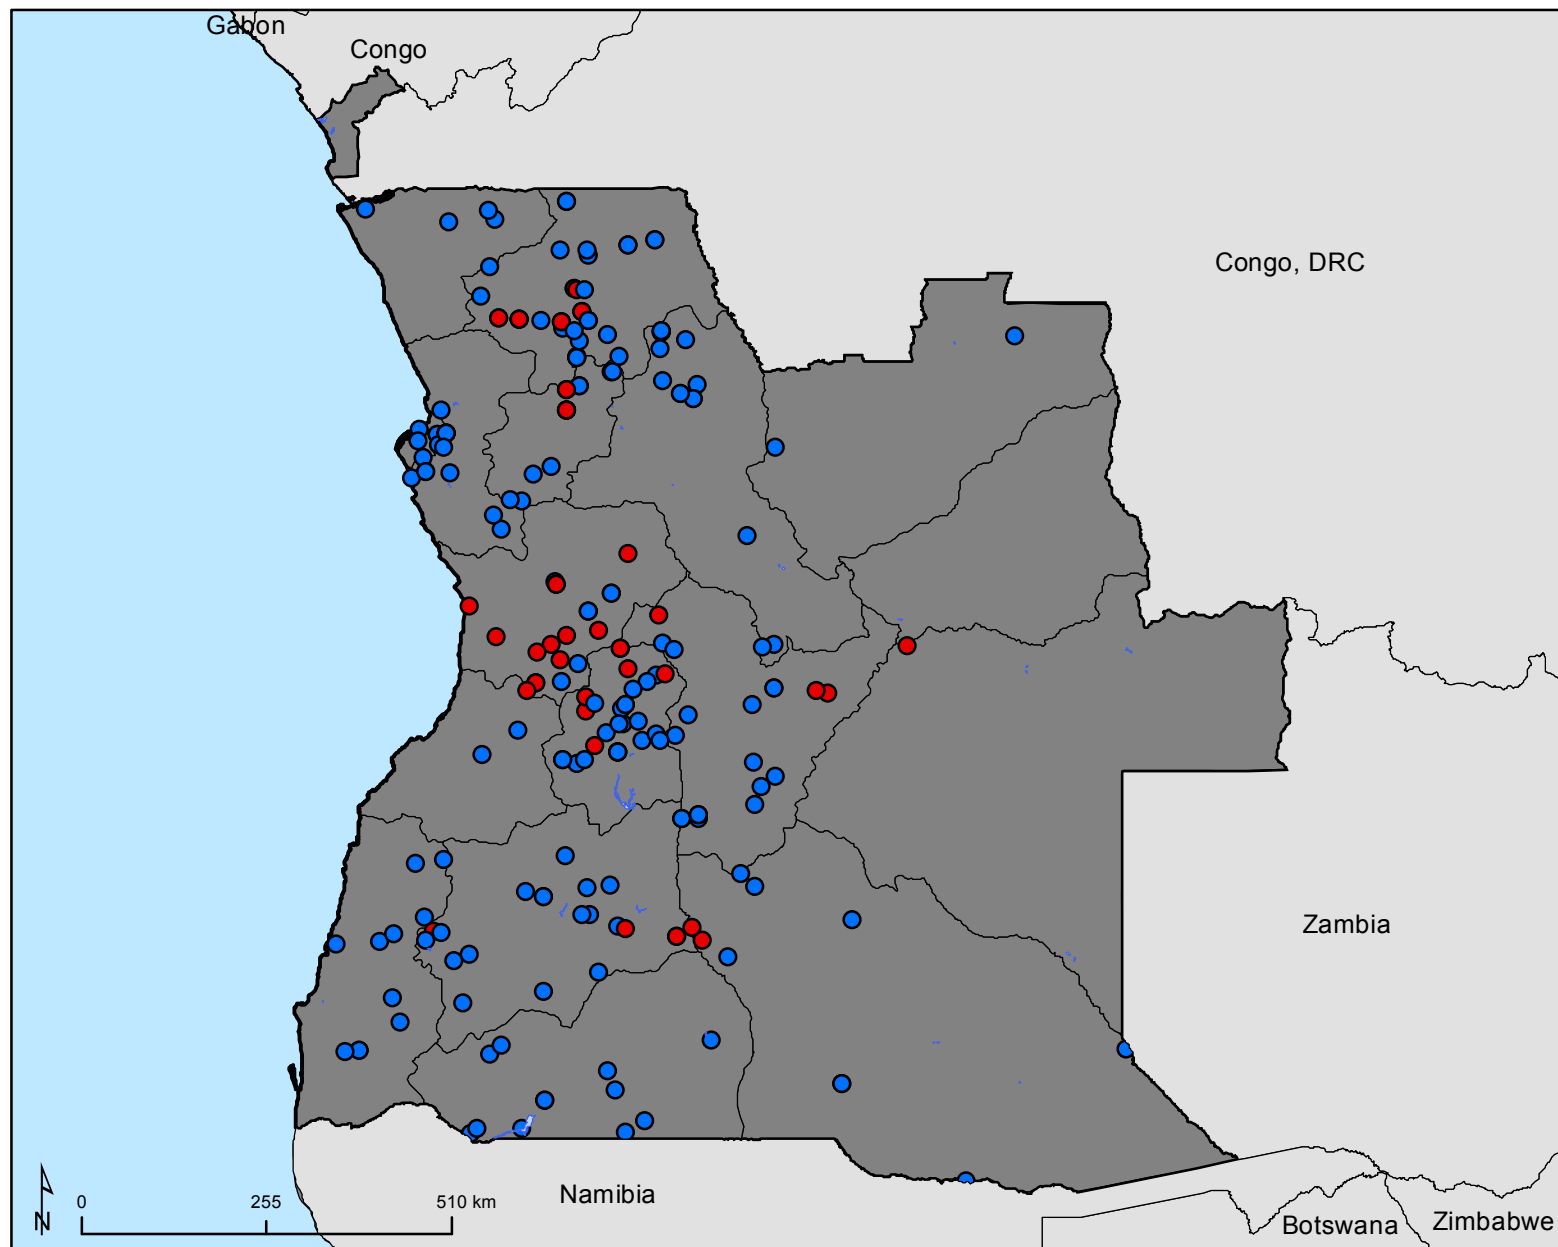 Gabon
Congo
Congo, DRC
Zambia
Namibia
Botswana
Zimbabwe
N
0 255 510 km